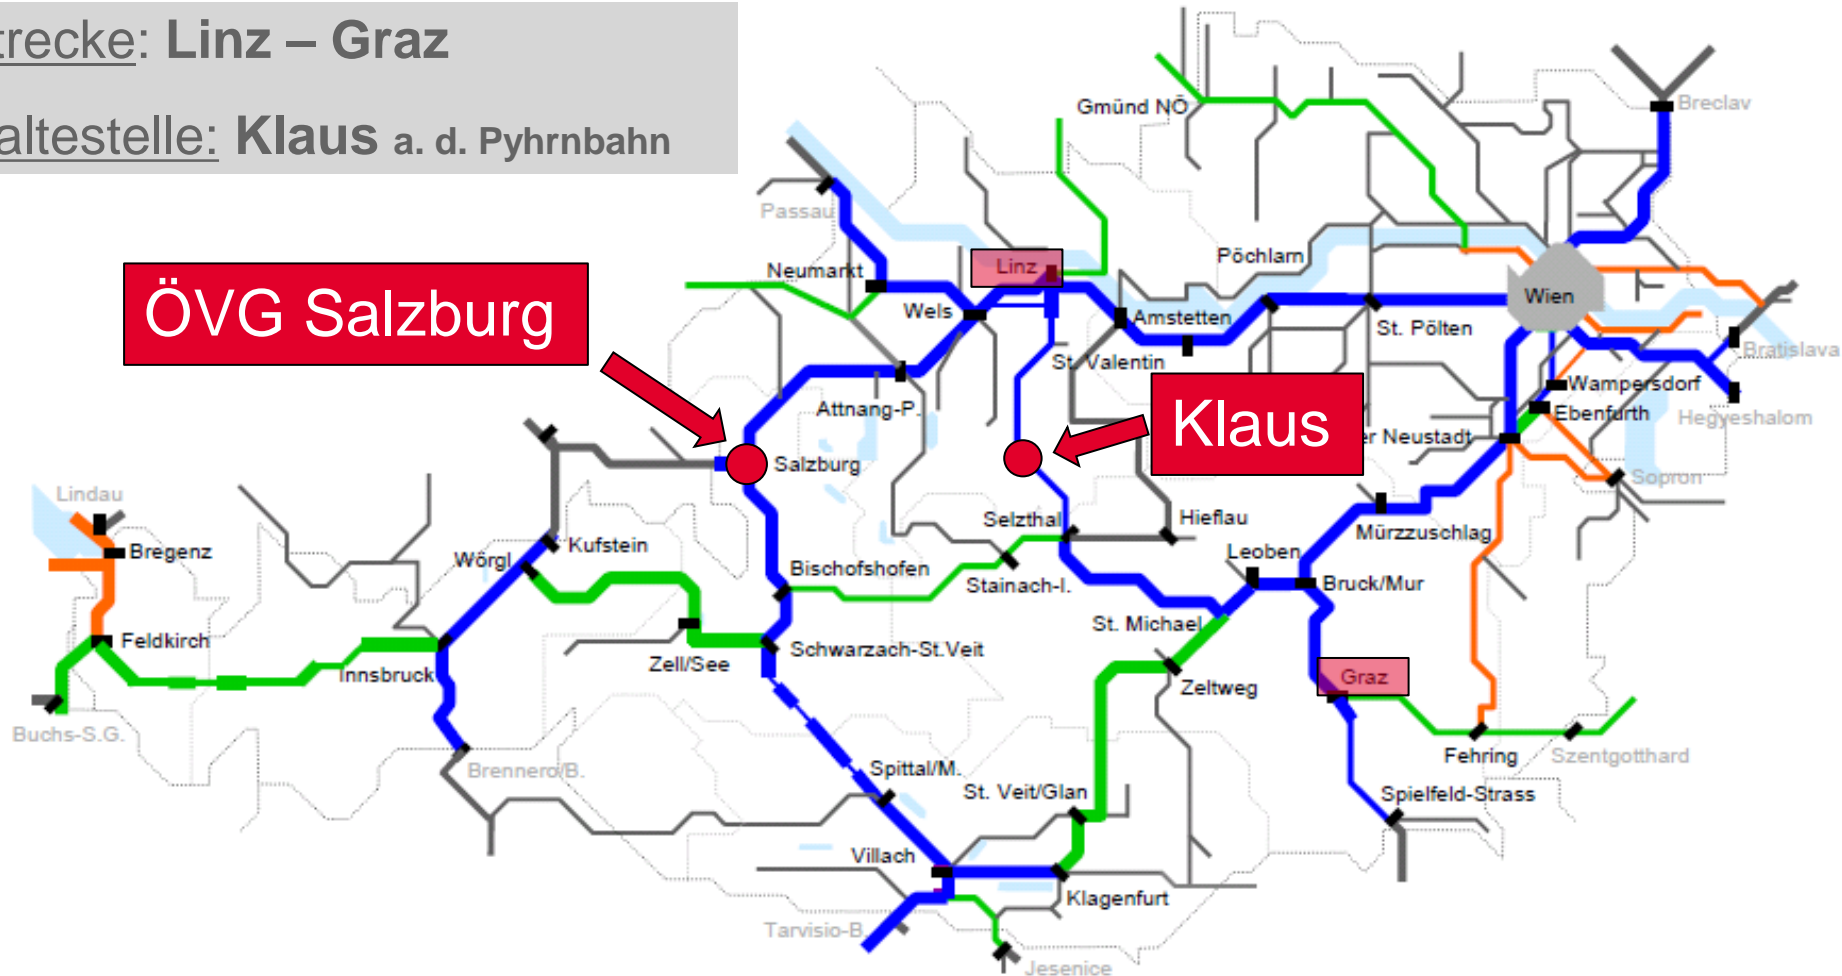 trecke: Linz – Graz
altestelle: Klaus a. d. Pyhrnbahn
Gmünd NÖ
Breclav
Passau
Pöchlarn
Linz
Neumarkt
Wien
ÖVG Salzburg
Wels
Amstetten
St. Pölten
Bratislava
St. Valentin
Wampersdorf
Attnang-P.
Klaus
Ebenfurth
Hegyeshalom
er Neustadt
Salzburg
Sopron
Lindau
Selzthal
Hieflau
Mürzzuschlag
Bregenz
Kufstein
Wörgl
Leoben
Bischofshofen
Stainach-I.
Bruck/Mur
St. Michael
Feldkirch
Schwarzach-St.Veit
Zell/See
Innsbruck
Graz
Zeltweg
Buchs-S.G.
Fehring
Szentgotthard
Brennero/B.
Spittal/M.
St. Veit/Glan
Spielfeld-Strass
Villach
Klagenfurt
Tarvisio-B.
Jesenice